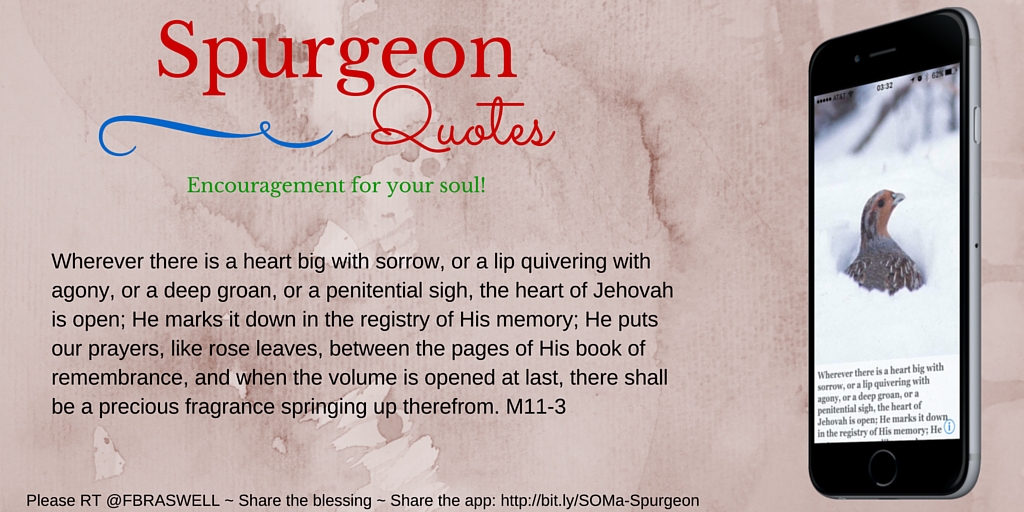 Spurgeon
Quotes
Encouragement for your soul!
Wherever there is a heart big with sorrow, or a lip quivering with
agony, or a deep groan, or a penitential sigh, the heart of Jehovah
is open; He marks it down in the registry of His memory; He puts
our prayers, like rose leaves, between the pages of His book of
remembrance, and when the volume is opened at last, there shall
be a precious fragrance springing up therefrom. M11-3
Please RT @FBRASWELL ~ Share the blessing ~ Share the app: http://bit.ly/SOMa-Spurgeon
AT&T 03:32 62%
Wherever there is a heart big with
sorrow, or a lip quivering with
agony, or a deep groan, or a
penitential sigh, the heart of
Jehovah is open; He marks it down
in the registry of His memory; He